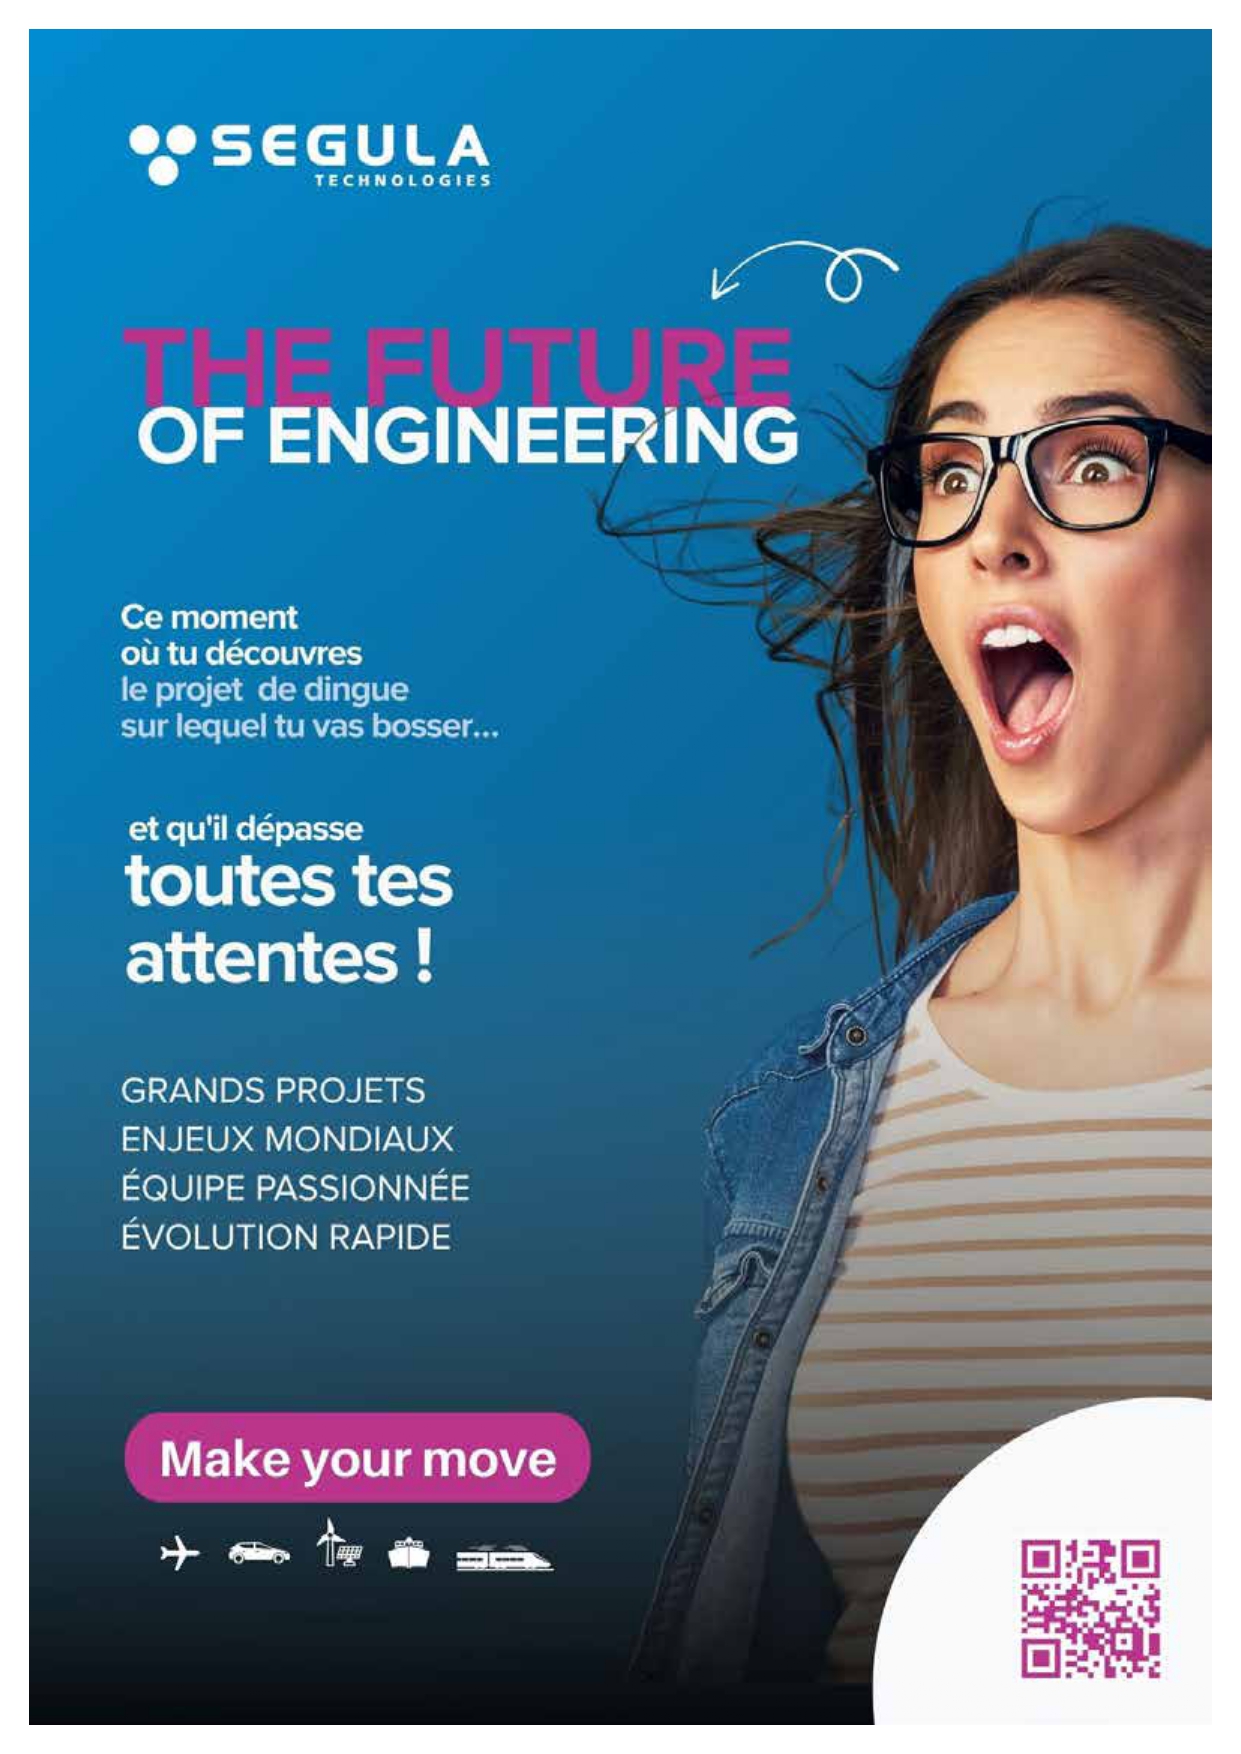 SEGULA
TECHNOLOGIES
THE FUTURE
OF ENGINEERING
Ce moment
où tu découvres
le projet de dingue
sur lequel tu vas bosser...
et qu'il dépasse
toutes tes
attentes !
GRANDS PROJETS
ENJEUX MONDIAUX
ÉQUIPE PASSIONNÉE
ÉVOLUTION RAPIDE
Make your move